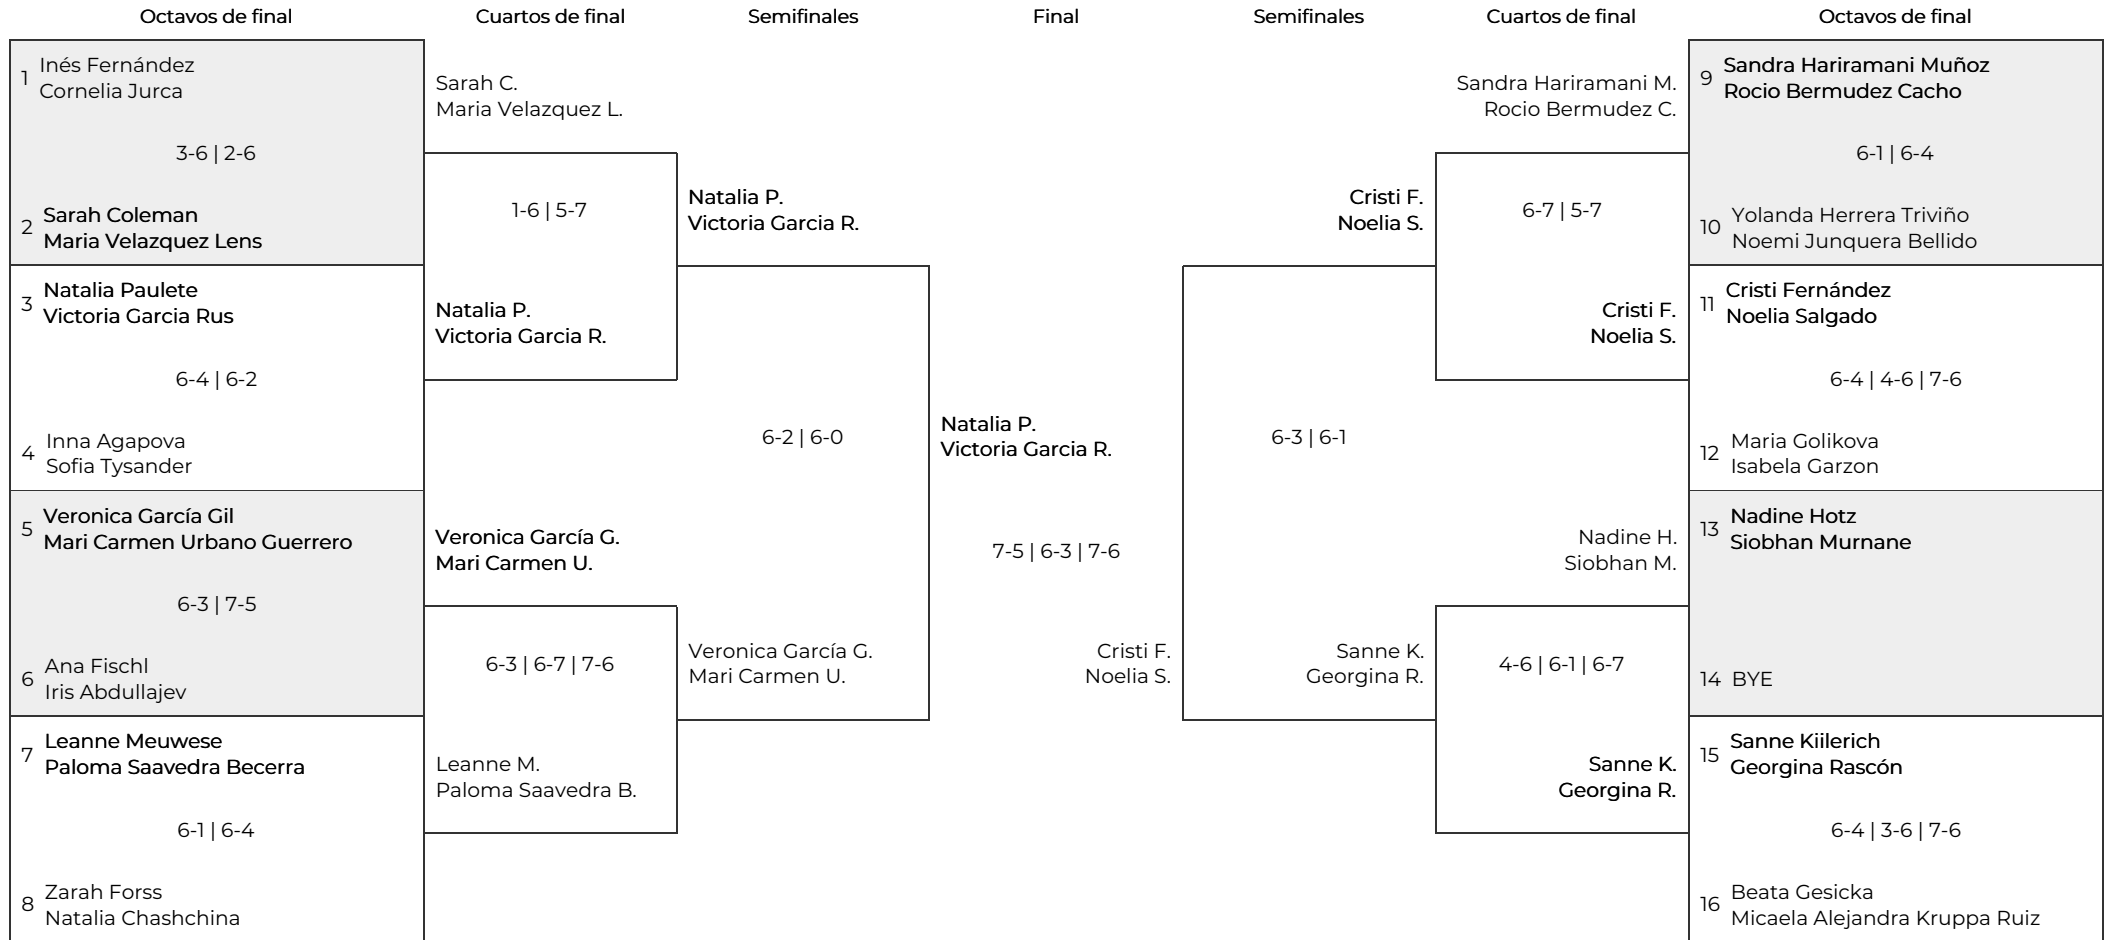 Octavos de final
Cuartos de final
Semifinales
Final
Semifinales
Cuartos de final
Octavos de final
1
Inés Fernández
Cornelia Jurca
3-6 | 2-6
2
Sarah Coleman
Maria Velazquez Lens
3
Natalia Paulete
Victoria Garcia Rus
6-4 | 6-2
4
Inna Agapova
Sofia Tysander
5
Veronica García Gil
Mari Carmen Urbano Guerrero
6-3 | 7-5
6
Ana Fischl
Iris Abdullajev
7
Leanne Meuwese
Paloma Saavedra Becerra
6-1 | 6-4
8
Zarah Forss
Natalia Chashchina
Sarah C.
Maria Velazquez L.
1-6 | 5-7
Natalia P.
Victoria Garcia R.
Veronica García G.
Mari Carmen U.
6-3 | 6-7 | 7-6
Leanne M.
Paloma Saavedra B.
Natalia P.
Victoria Garcia R.
6-2 | 6-0
Veronica García G.
Mari Carmen U.
Natalia P.
Victoria Garcia R.
7-5 | 6-3 | 7-6
Cristi F.
Noelia S.
Cristi F.
Noelia S.
6-3 | 6-1
Sanne K.
Georgina R.
Sandra Hariramani M.
Rocio Bermudez C.
6-7 | 5-7
Cristi F.
Noelia S.
Nadine H.
Siobhan M.
4-6 | 6-1 | 6-7
Sanne K.
Georgina R.
9
Sandra Hariramani Muñoz
Rocio Bermudez Cacho
6-1 | 6-4
10
Yolanda Herrera Triviño
Noemi Junquera Bellido
11
Cristi Fernández
Noelia Salgado
6-4 | 4-6 | 7-6
12
Maria Golikova
Isabela Garzon
13
Nadine Hotz
Siobhan Murnane
14
BYE
15
Sanne Kiilerich
Georgina Rascón
6-4 | 3-6 | 7-6
16
Beata Gesicka
Micaela Alejandra Kruppa Ruiz